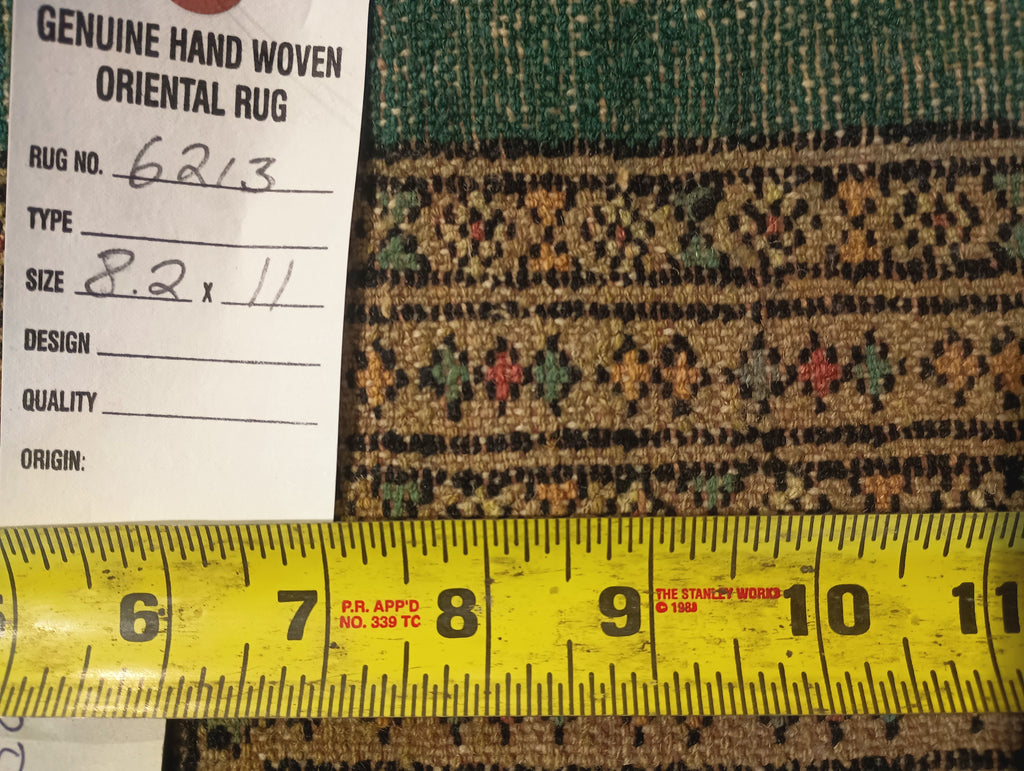 GENUINE HAND WOVEN
ORIENTAL RUG
RUG NO. 6213
TYPE
SIZE 8.2 X 11
DESIGN
QUALITY
ORIGIN:
6 7 P.R. APP'D 8 9 THE STANLEY WORKS 10 11
NO. 339 TC ©